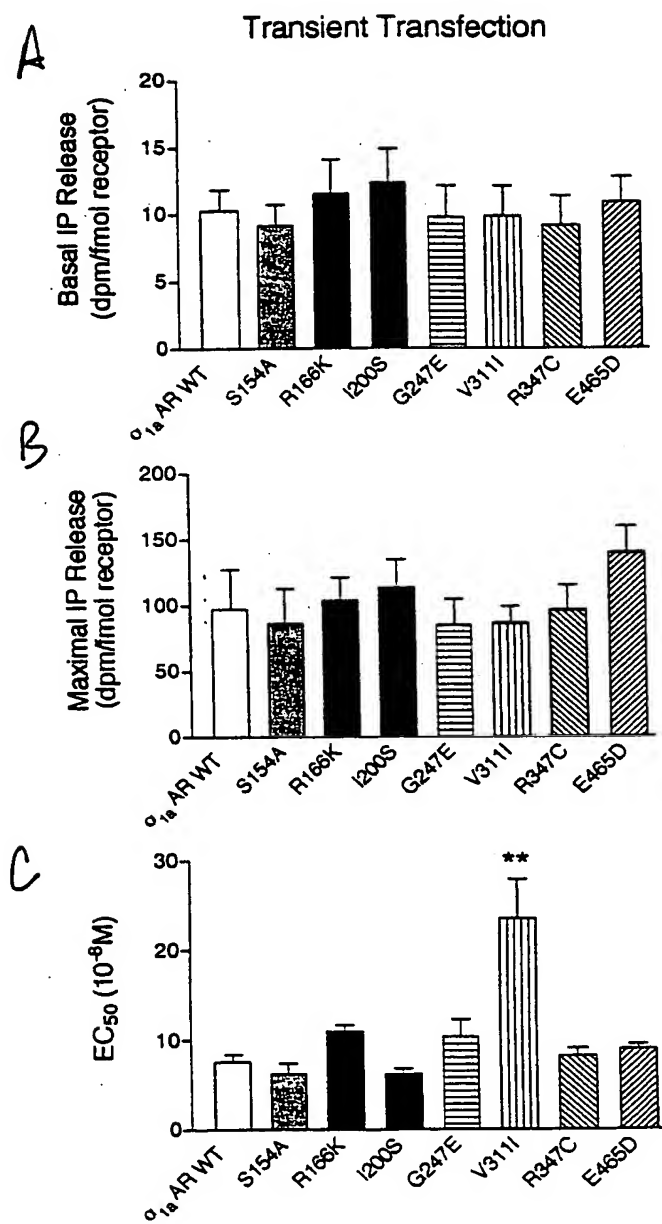 Transient Transfection
A
Basal IP Release
(dpm/fmol receptor)
20
15
10
5
0
α1a AR WT
S154A
R166K
I200S
G247E
V311I
R347C
E465D
B
Maximal IP Release
(dpm/fmol receptor)
200
150
100
50
0
α1a AR WT
S154A
R166K
I200S
G247E
V311I
R347C
E465D
C
EC50 (10-8M)
30
20
10
0
**
α1a AR WT
S154A
R166K
I200S
G247E
V311I
R347C
E465D